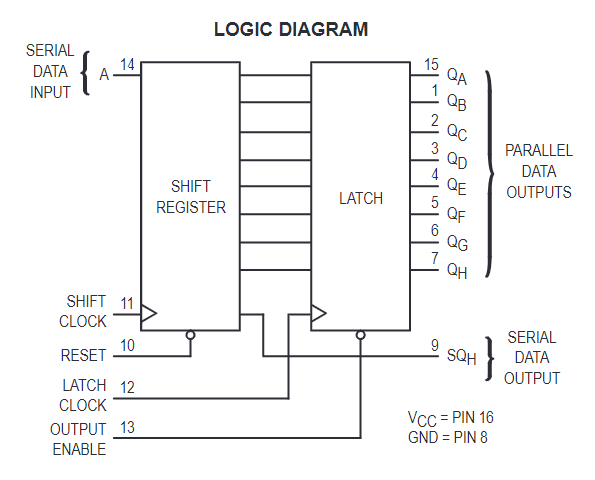 LOGIC DIAGRAM
SERIAL
DATA
INPUT
A
14
SHIFT
REGISTER
LATCH
15 QA
1 QB
2 QC
3 QD
4 QE
5 QF
6 QG
7 QH
PARALLEL
DATA
OUTPUTS
SHIFT
CLOCK
11
RESET 10
LATCH
CLOCK
12
OUTPUT
ENABLE
13
9 SQH
SERIAL
DATA
OUTPUT
VCC = PIN 16
GND = PIN 8